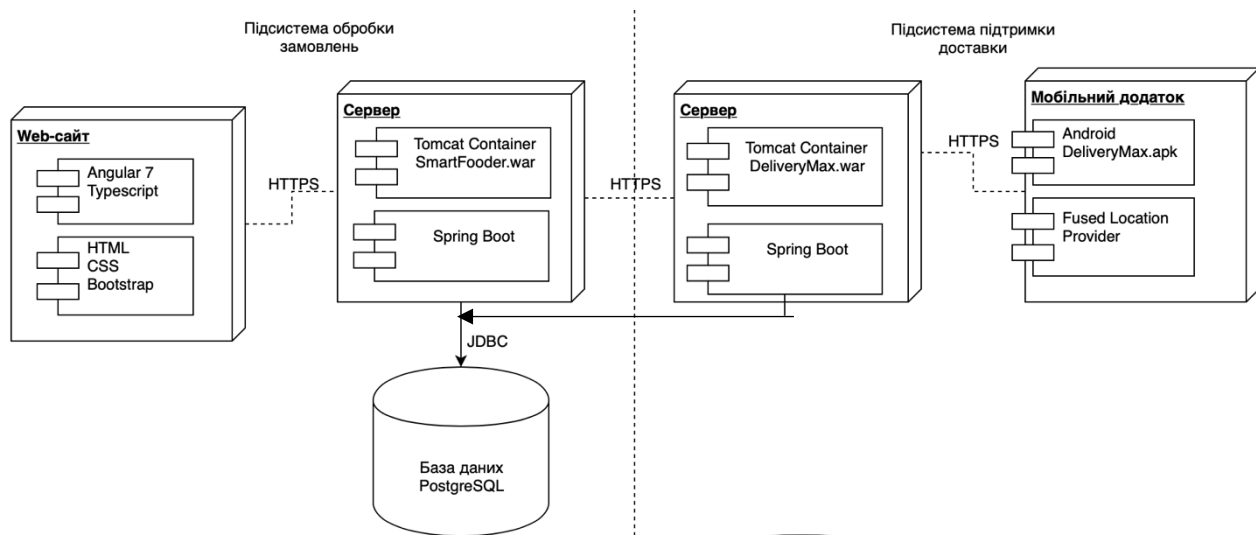 Підсистема обробки
замовлень
Підсистема підтримки
доставки
Web-сайт
Angular 7
Typescript
HTML
CSS
Bootstrap
HTTPS
Сервер
Tomcat Container
SmartFooder.war
Spring Boot
HTTPS
Сервер
Tomcat Container
DeliveryMax.war
Spring Boot
HTTPS
Мобільний додаток
Android
DeliveryMax.apk
Fused Location
Provider
JDBC
База даних
PostgreSQL